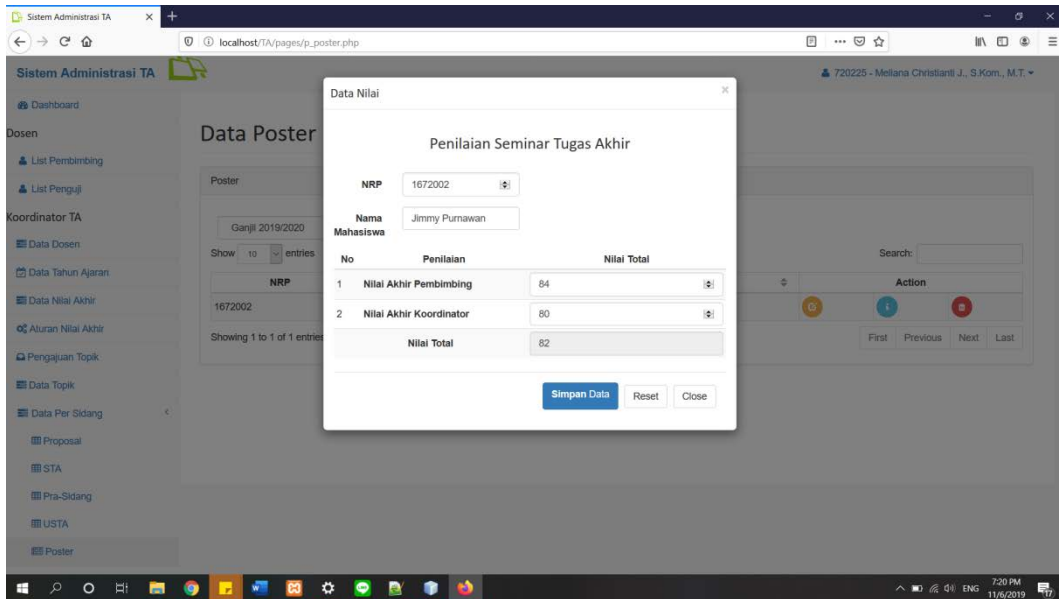 Sistem Administrasi TA
localhost/TA/pages/p_poster.php
Sistem Administrasi TA
720225 - Meliana Christianti J., S.Kom., M.T.
Dashboard
Dosen
List Pembimbing
List Penguji
Koordinator TA
Data Dosen
Data Tahun Ajaran
Data Nilai Akhir
Aturan Nilai Akhir
Pengajuan Topik
Data Topik
Data Per Sidang
Proposal
STA
Pra-Sidang
USTA
Poster
Data Poster
Poster
Ganjil 2019/2020
Show 10 entries
Search:
NRP
Action
1672002
Showing 1 to 1 of 1 entries
First Previous Next Last
Data Nilai
×
Penilaian Seminar Tugas Akhir
NRP 1672002
Nama Mahasiswa Jimmy Purnawan
No Penilaian Nilai Total
1 Nilai Akhir Pembimbing 84
2 Nilai Akhir Koordinator 80
Nilai Total 82
Simpan Data Reset Close
ENG
7:20 PM
11/6/2019